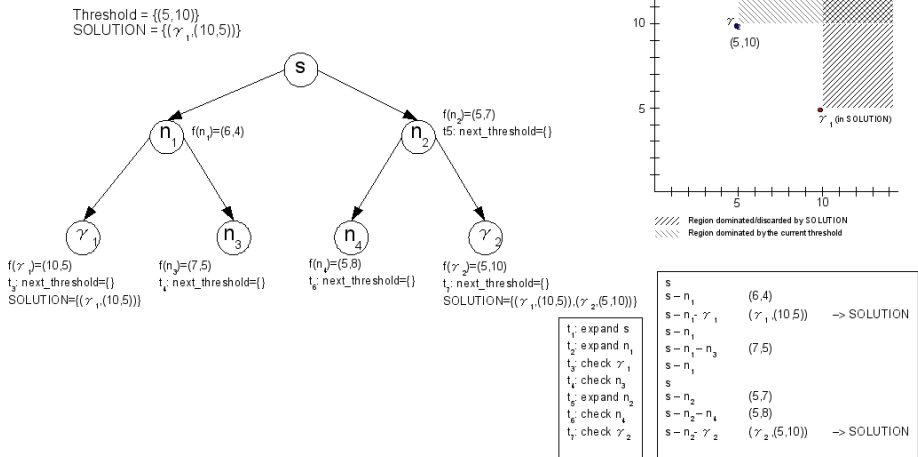 Threshold = {(5,10)}
SOLUTION = {(γ₁,(10,5))}
s
n₁
f(n₁)=(6,4)
f(n₂)=(5,7)
t5: next_threshold={}
n₂
γ₁
n₃
n₄
γ₂
f(γ₁)=(10,5)
t₃: next_threshold={}
SOLUTION={(γ₁,(10,5))}
f(n₃)=(7,5)
t₄: next_threshold={}
f(n₄)=(5,8)
t₆: next_threshold={}
f(γ₂)=(5,10)
t₇: next_threshold={}
SOLUTION={(γ₁,(10,5)),(γ₂,(5,10))}
10
γ
(5,10)
5
γ₁ (in SOLUTION)
5
10
Region dominated/discarded by SOLUTION
Region dominated by the current threshold
t₁: expand s
t₂: expand n₁
t₃: check γ₁
t₄: check n₃
t₅: expand n₂
t₆: check n₄
t₇: check γ₂
s
s – n₁ (6,4)
s – n₁- γ₁ (γ₁,(10,5)) –> SOLUTION
s – n₁
s – n₁ – n₃ (7,5)
s – n₁
s
s – n₂ (5,7)
s – n₂ – n₄ (5,8)
s – n₂- γ₂ (γ₂,(5,10)) –> SOLUTION